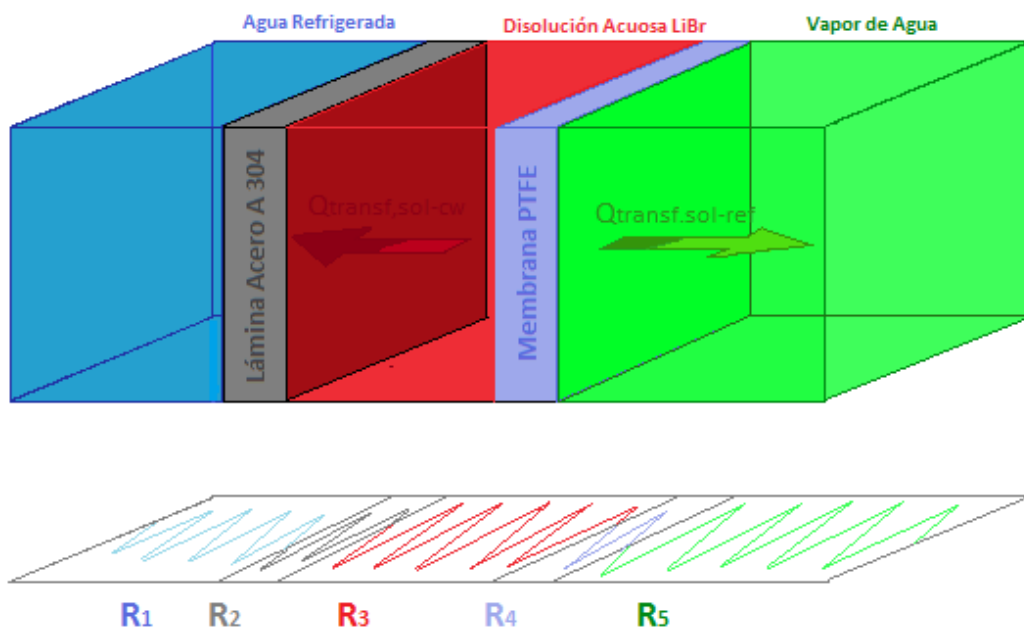 Agua Refrigerada
Disolución Acuosa LiBr
Vapor de Agua
Lámina Acero A 304
Qtransf,sol-cw
Membrana PTFE
Qtransf.sol-ref
R1
R2
R3
R4
R5